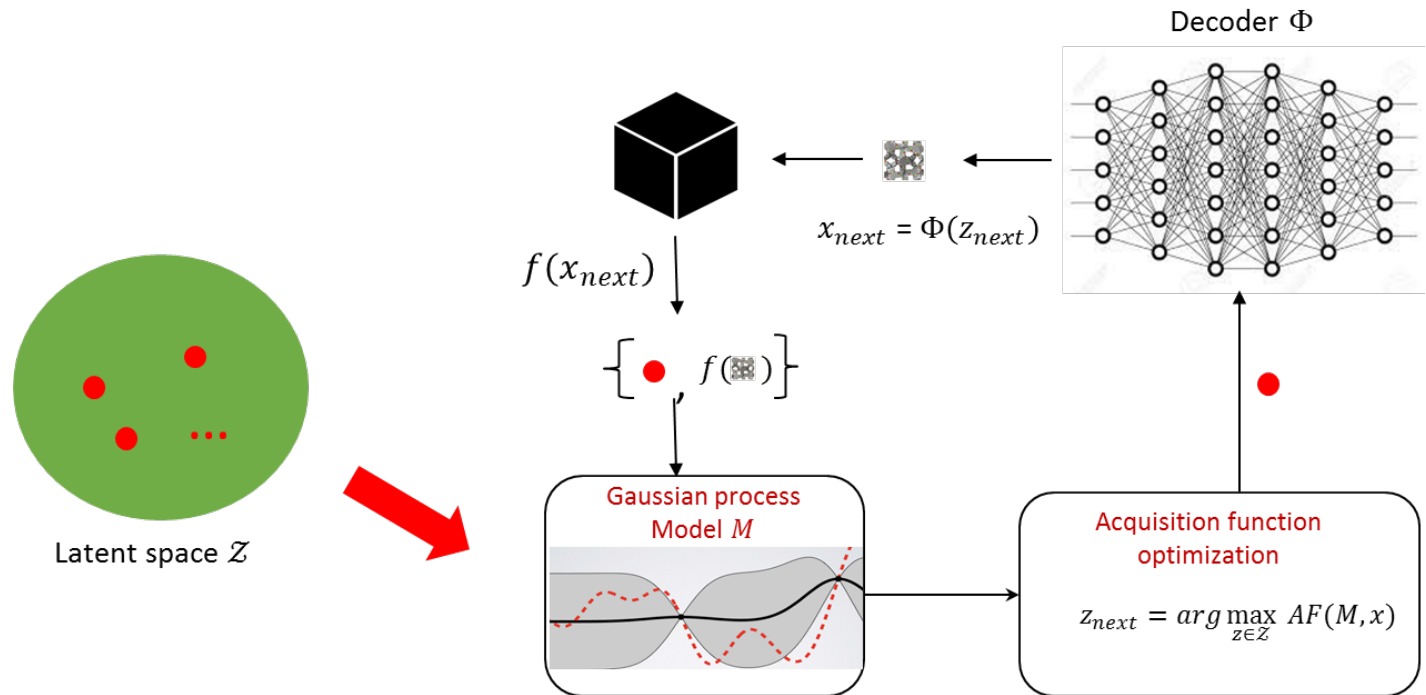 Decoder Φ
x_next = Φ(z_next)
f(x_next)
{ , f( ) }
Latent space 𝒵
...
Gaussian process
Model M
Acquisition function
optimization
z_next = arg max AF(M, x)
z∈𝒵